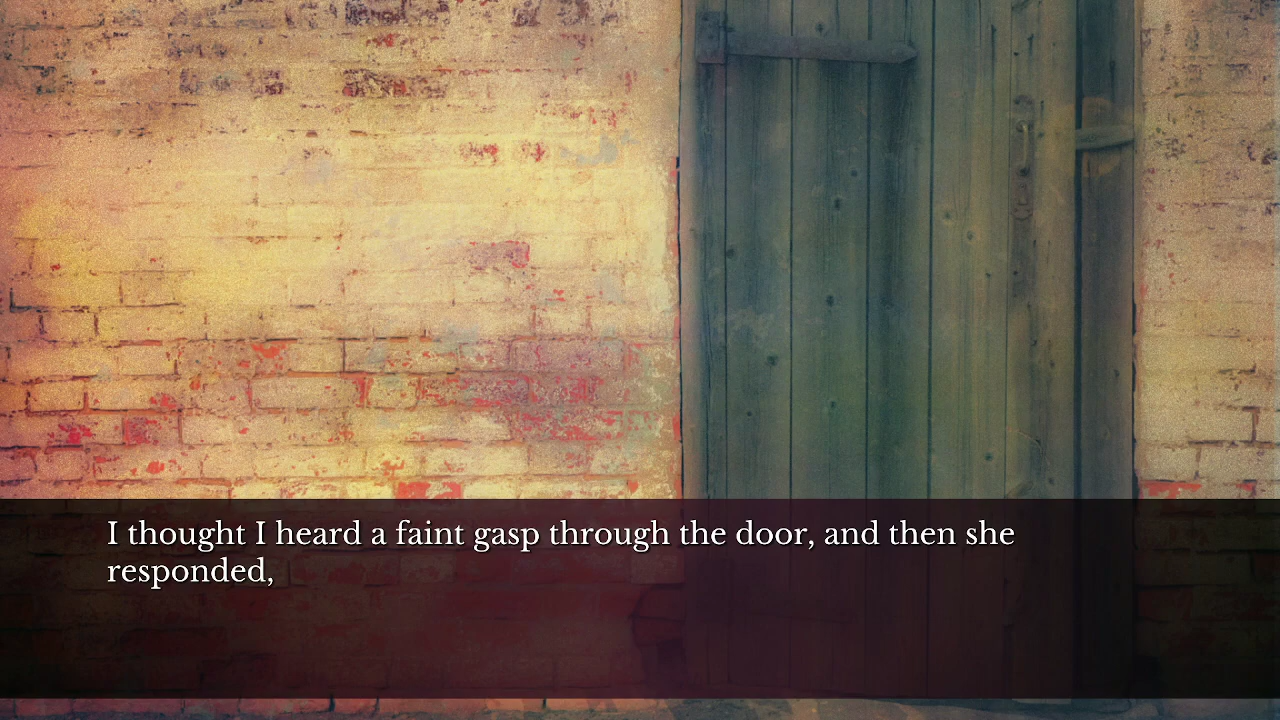 I thought I heard a faint gasp through the door, and then she
responded,